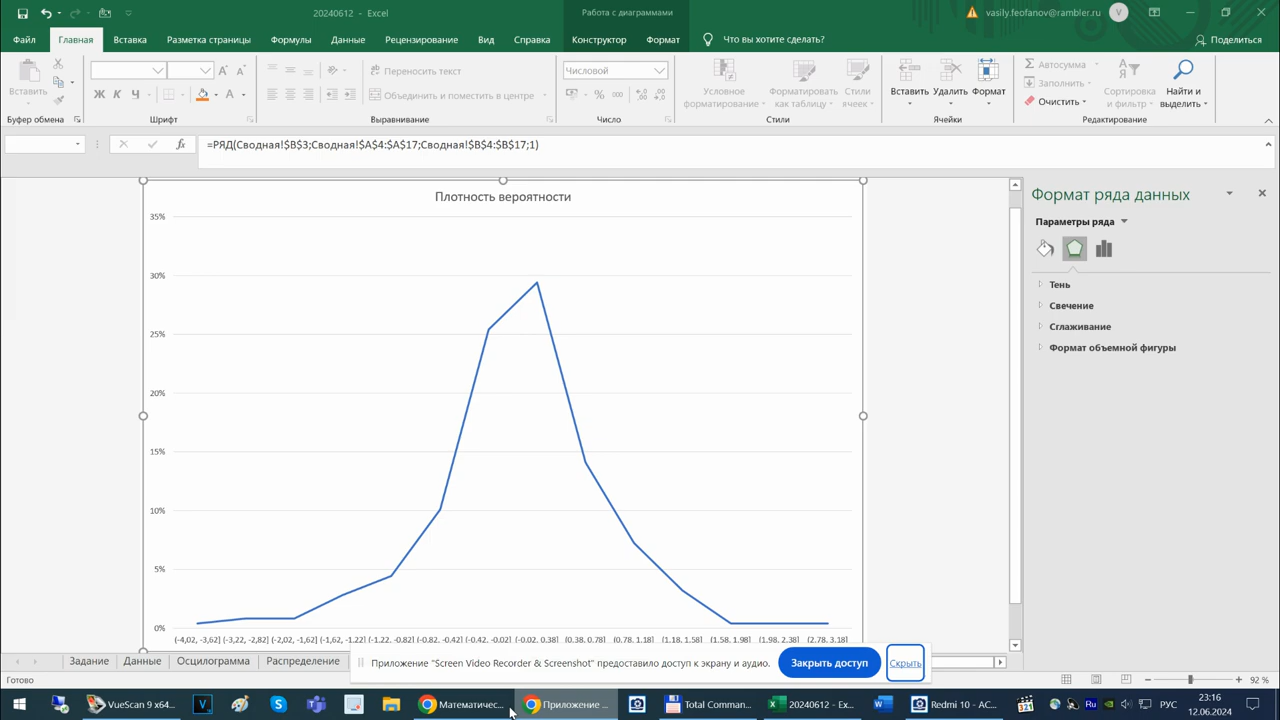 20240612 - Excel
Работа с диаграммами
vasily.feofanov@rambler.ru
V
Файл
Главная
Вставка
Разметка страницы
Формулы
Данные
Рецензирование
Вид
Справка
Конструктор
Формат
Что вы хотите сделать?
Поделиться
Вставить
Ж К Ч
Переносить текст
Объединить и поместить в центре
Числовой
% 000
Условное форматирование
Форматировать как таблицу
Стили ячеек
Вставить
Удалить
Формат
Автосумма
Заполнить
Очистить
Сортировка и фильтр
Найти и выделить
Буфер обмена
Шрифт
Выравнивание
Число
Стили
Ячейки
Редактирование
fx
=РЯД(Сводная!$B$3;Сводная!$A$4:$A$17;Сводная!$B$4:$B$17;1)
Плотность вероятности
35%
30%
25%
20%
15%
10%
5%
0%
(-4,02, -3,62] (-3,22, -2,82] (-2,02, -1,62] (-1,62, -1,22] (-1,22, -0,82] (-0,82, -0,42] (-0,42, -0,02] (-0,02, 0,38] (0,38, 0,78] (0,78, 1,18] (1,18, 1,58] (1,58, 1,98] (1,98, 2,38] (2,78, 3,18]
Формат ряда данных
Параметры ряда
Тень
Свечение
Сглаживание
Формат объемной фигуры
Задание
Данные
Осцилограмма
Распределение
Приложение "Screen Video Recorder & Screenshot" предоставило доступ к экрану и аудио.
Закрыть доступ
Скрыть
Готово
92 %
VueScan 9 x64...
Математичес...
Приложение ...
Total Comman...
20240612 - Ex...
Redmi 10 - AC...
Ru
РУС
23:16
12.06.2024